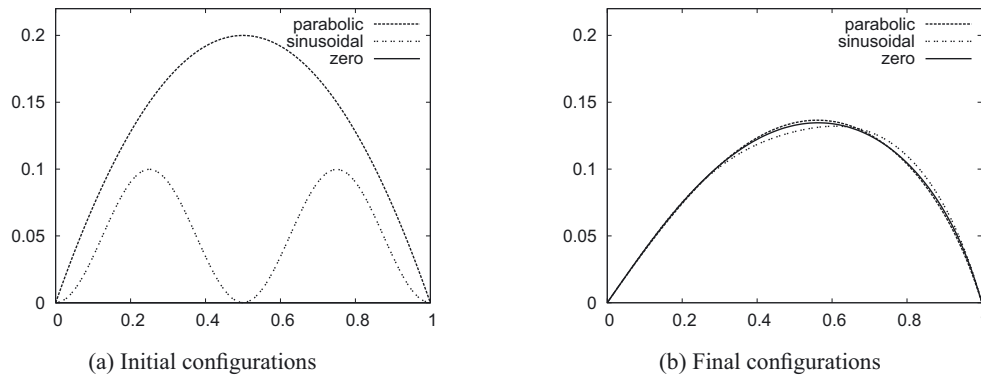 0.2
0.15
0.1
0.05
0
0 0.2 0.4 0.6 0.8 1
parabolic
sinusoidal
zero
(a) Initial configurations
0.2
0.15
0.1
0.05
0
0 0.2 0.4 0.6 0.8
parabolic
sinusoidal
zero
(b) Final configurations